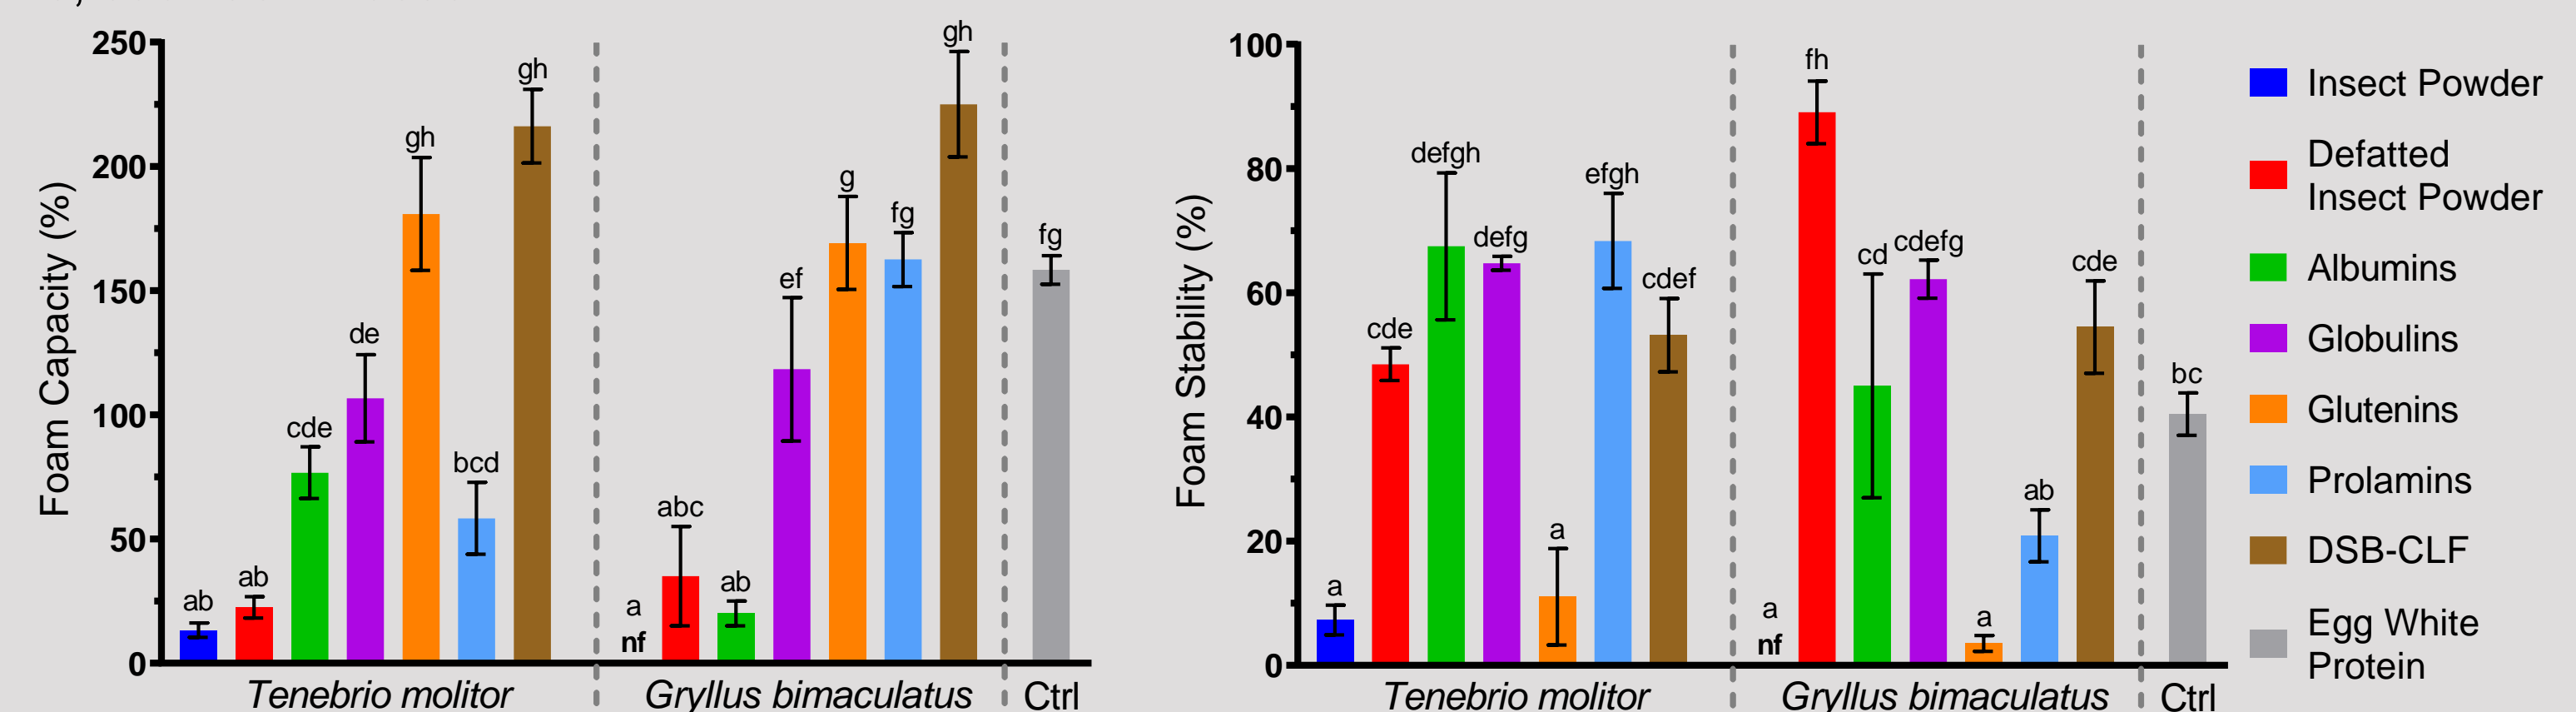 )
Foam Capacity (%)
250
200
150
100
50
0
ab
ab
cde
de
gh
bcd
gh
a
nf
abc
ab
ef
g
fg
gh
fg
Tenebrio molitor
Gryllus bimaculatus
Ctrl
Foam Stability (%)
100
80
60
40
20
0
a
cde
defgh
defg
a
efgh
cdef
a
nf
fh
cd
cdefg
a
ab
cde
bc
Tenebrio molitor
Gryllus bimaculatus
Ctrl
Insect Powder
Defatted
Insect Powder
Albumins
Globulins
Glutenins
Prolamins
DSB-CLF
Egg White
Protein